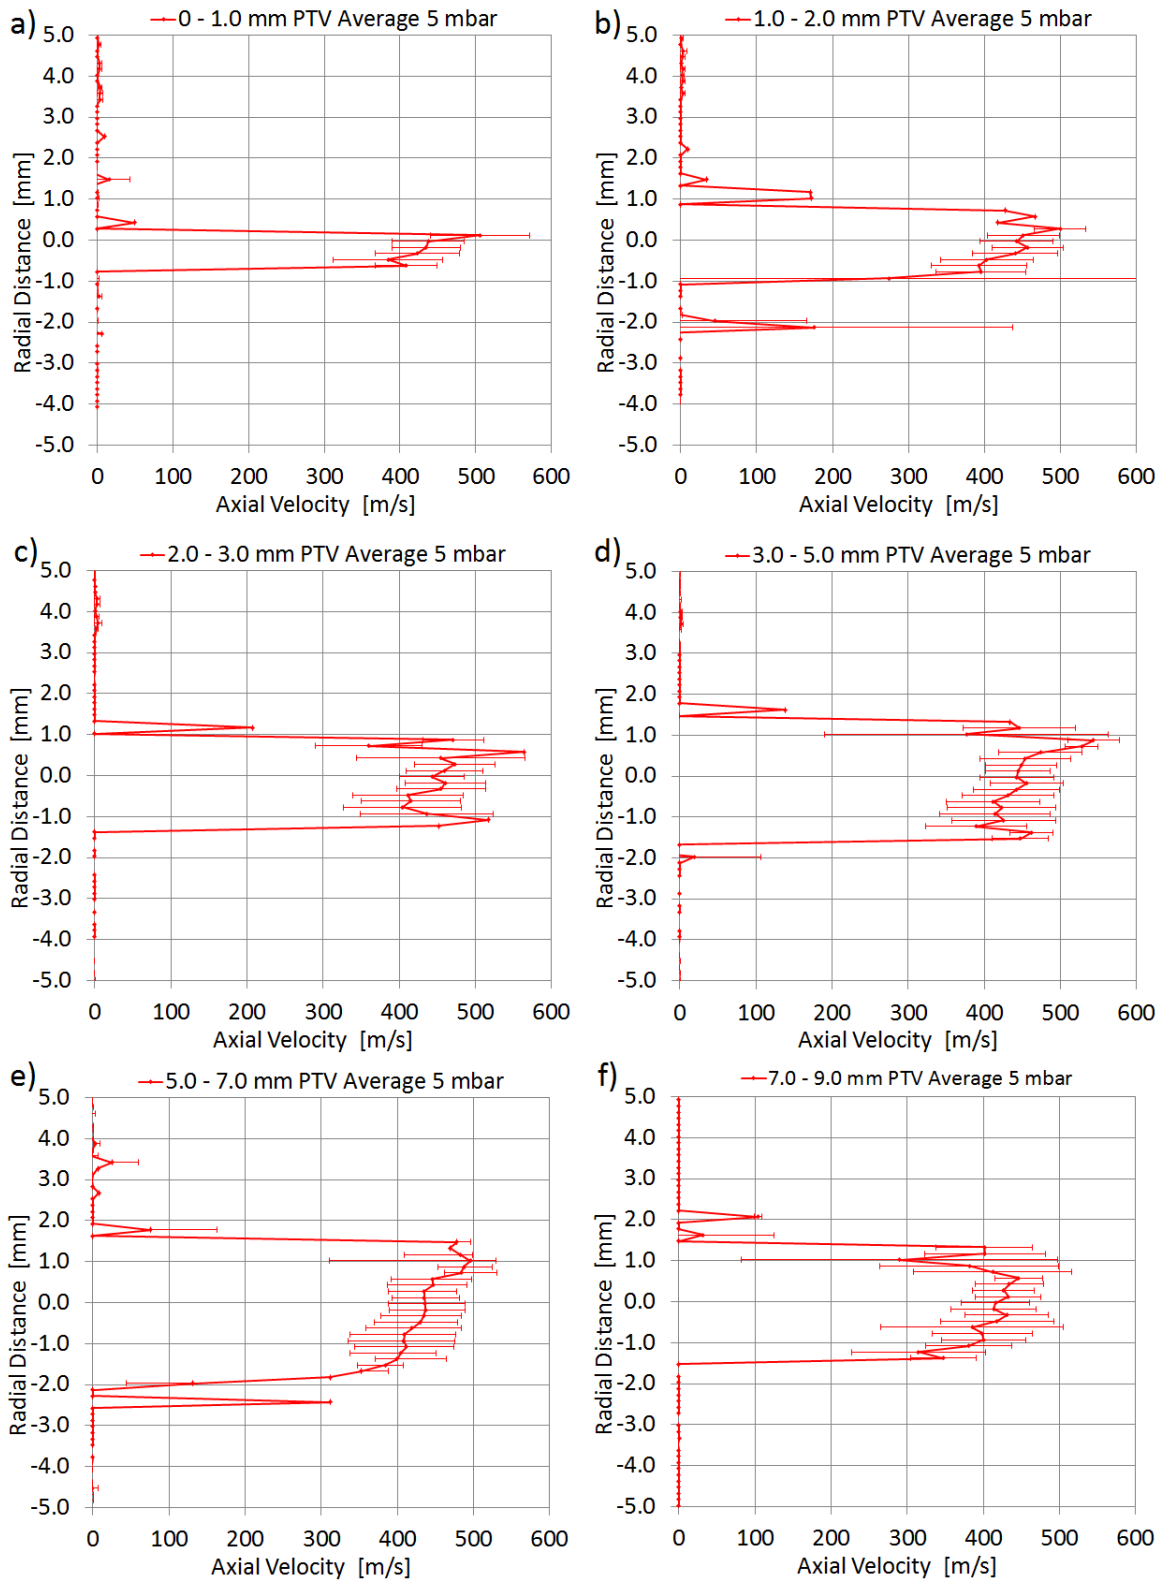 a)
0 - 1.0 mm PTV Average 5 mbar
5.0
4.0
3.0
2.0
1.0
0.0
-1.0
-2.0
-3.0
-4.0
-5.0
Radial Distance [mm]
0 100 200 300 400 500 600
Axial Velocity [m/s]
b)
1.0 - 2.0 mm PTV Average 5 mbar
5.0
4.0
3.0
2.0
1.0
0.0
-1.0
-2.0
-3.0
-4.0
-5.0
Radial Distance [mm]
0 100 200 300 400 500 600
Axial Velocity [m/s]
c)
2.0 - 3.0 mm PTV Average 5 mbar
5.0
4.0
3.0
2.0
1.0
0.0
-1.0
-2.0
-3.0
-4.0
-5.0
Radial Distance [mm]
0 100 200 300 400 500 600
Axial Velocity [m/s]
d)
3.0 - 5.0 mm PTV Average 5 mbar
5.0
4.0
3.0
2.0
1.0
0.0
-1.0
-2.0
-3.0
-4.0
-5.0
Radial Distance [mm]
0 100 200 300 400 500 600
Axial Velocity [m/s]
e)
5.0 - 7.0 mm PTV Average 5 mbar
5.0
4.0
3.0
2.0
1.0
0.0
-1.0
-2.0
-3.0
-4.0
-5.0
Radial Distance [mm]
0 100 200 300 400 500 600
Axial Velocity [m/s]
f)
7.0 - 9.0 mm PTV Average 5 mbar
5.0
4.0
3.0
2.0
1.0
0.0
-1.0
-2.0
-3.0
-4.0
-5.0
Radial Distance [mm]
0 100 200 300 400 500 600
Axial Velocity [m/s]